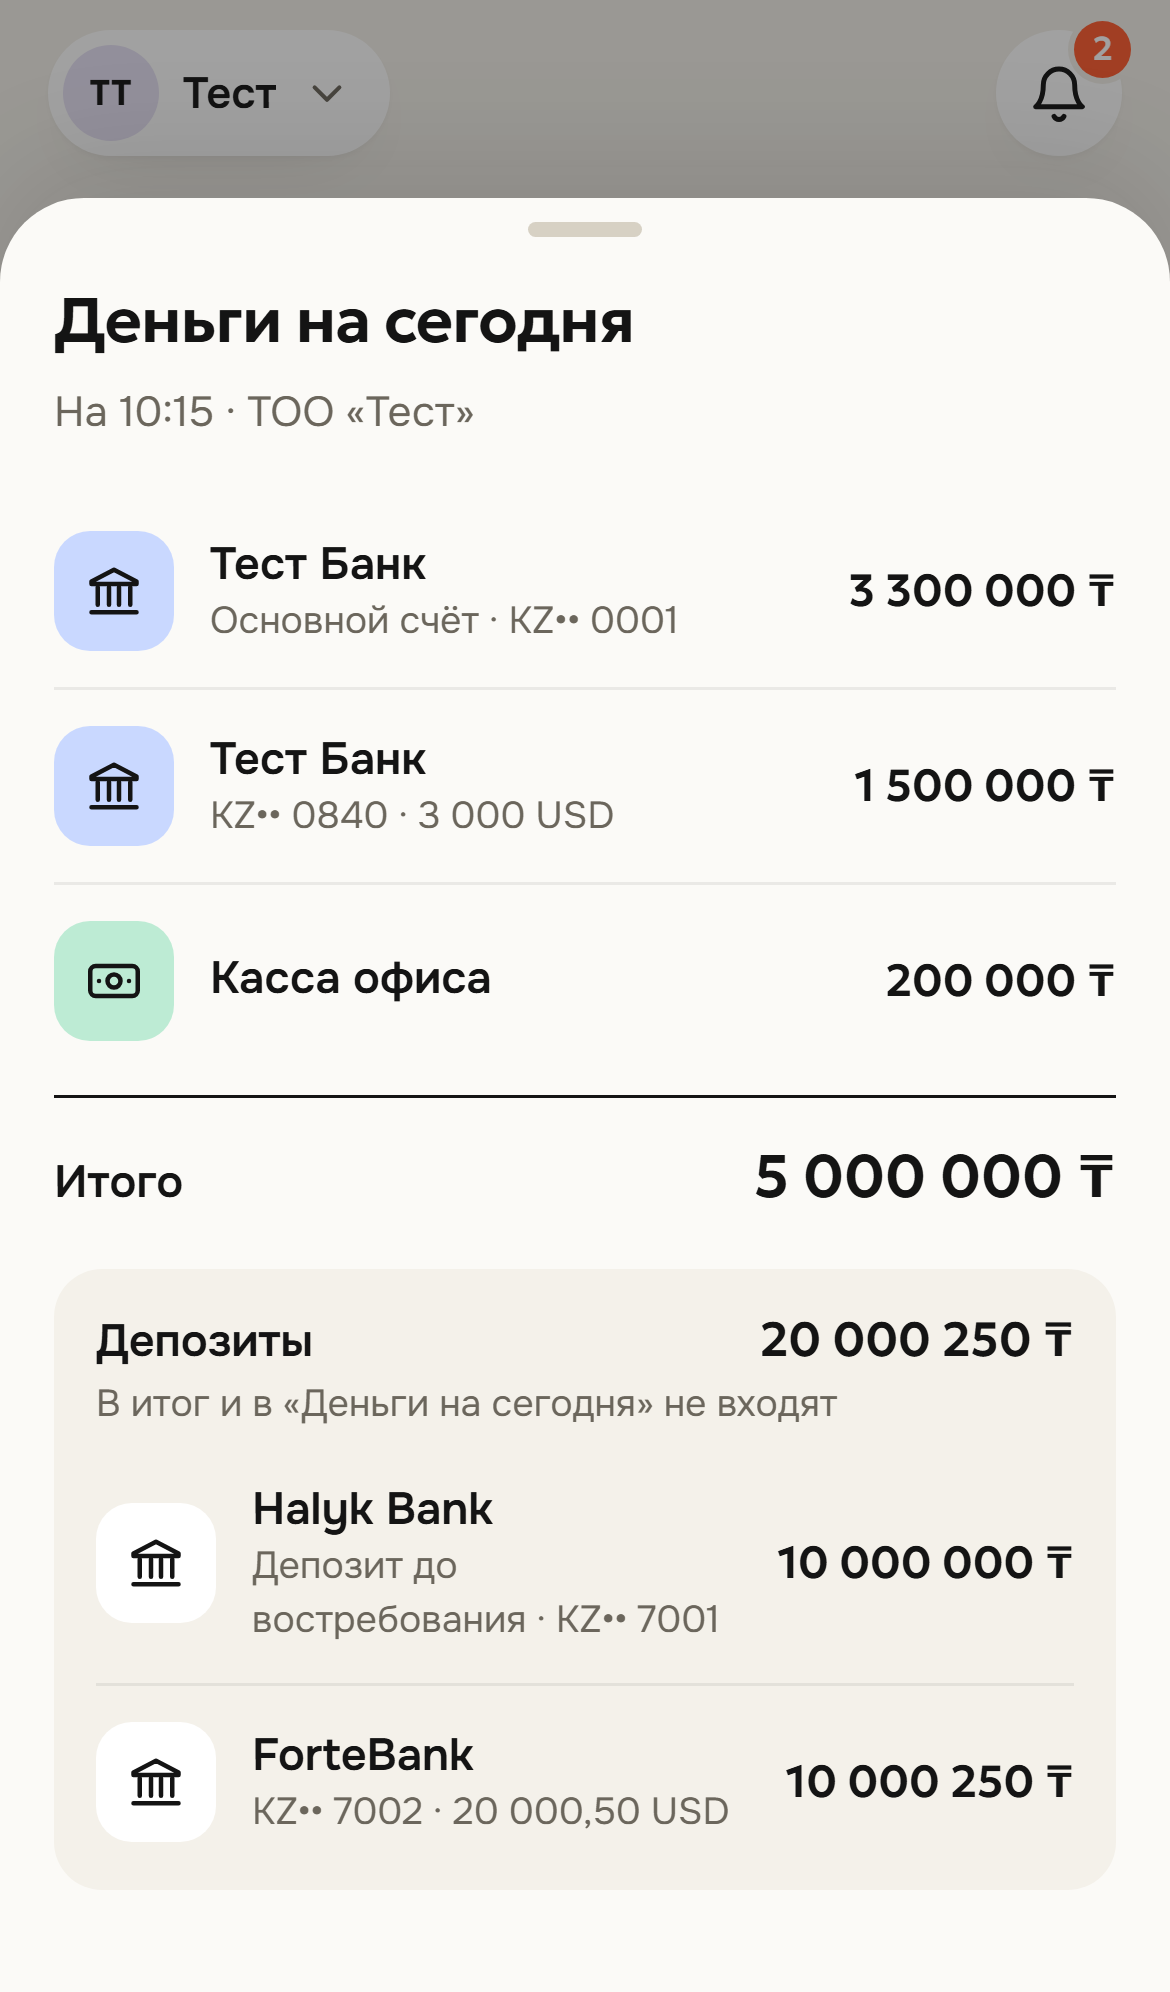 ТТ Тест
2
Деньги на сегодня
На 10:15 · ТОО «Тест»
Тест Банк
Основной счёт · KZ•• 0001
3 300 000 ₸
Тест Банк
KZ•• 0840 · 3 000 USD
1 500 000 ₸
Касса офиса
200 000 ₸
Итого
5 000 000 ₸
Депозиты
20 000 250 ₸
В итог и в «Деньги на сегодня» не входят
Halyk Bank
Депозит до
востребования · KZ•• 7001
10 000 000 ₸
ForteBank
KZ•• 7002 · 20 000,50 USD
10 000 250 ₸